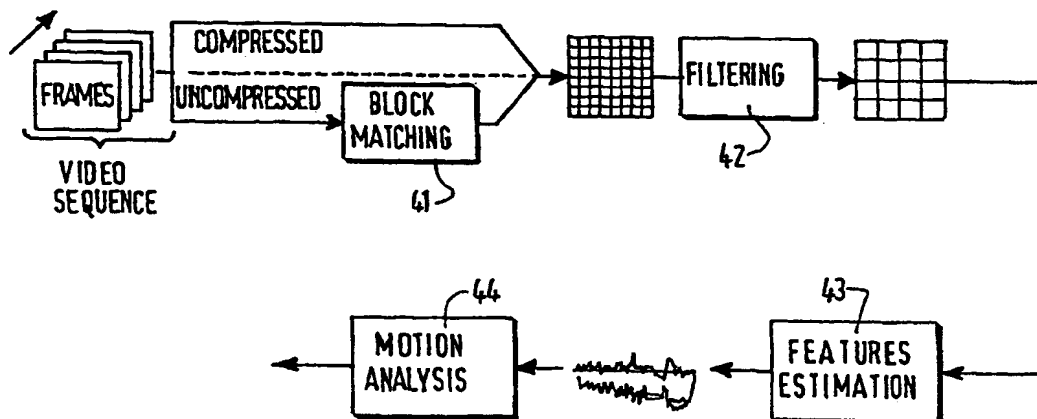 COMPRESSED
FRAMES
UNCOMPRESSED
BLOCK
MATCHING
41
FILTERING
42
VIDEO
SEQUENCE
44
MOTION
ANALYSIS
43
FEATURES
ESTIMATION